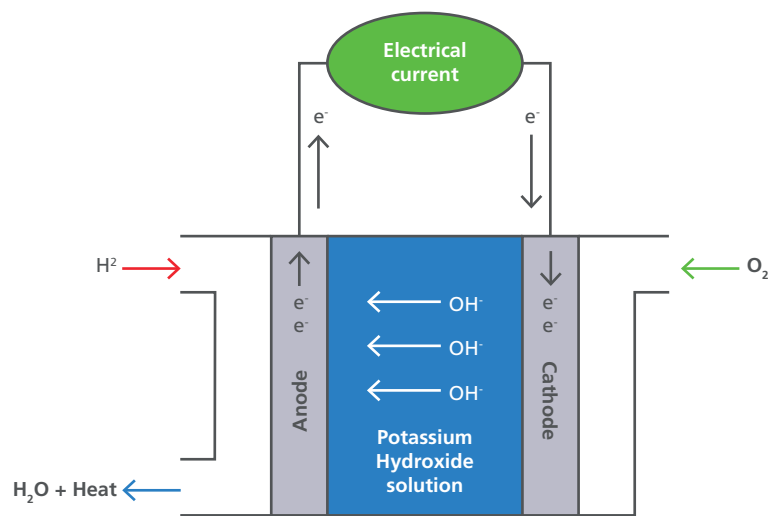 Electrical
current
e⁻
e⁻
H²
O₂
e⁻
e⁻
OH⁻
e⁻
e⁻
OH⁻
OH⁻
Anode
Cathode
Potassium
Hydroxide
solution
H₂O + Heat